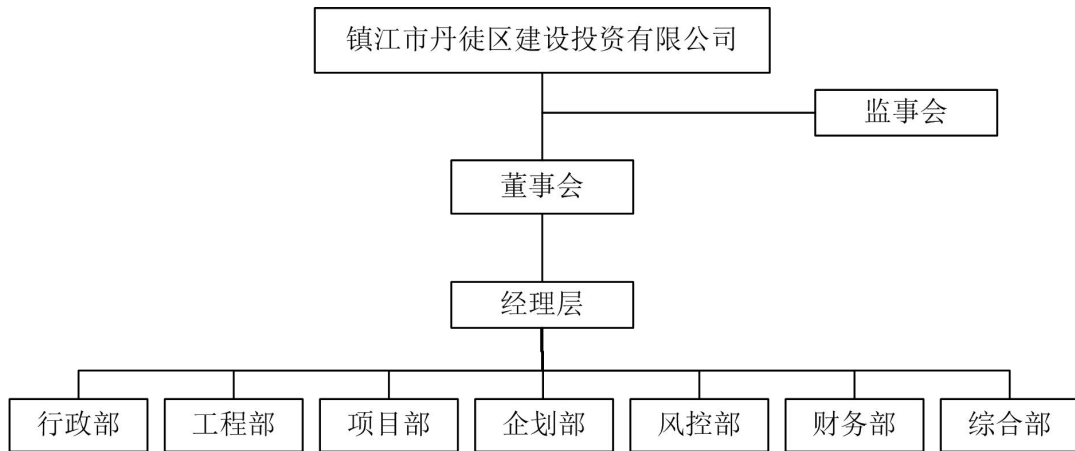 镇江市丹徒区建设投资有限公司
监事会
董事会
经理层
行政部
工程部
项目部
企划部
风控部
财务部
综合部